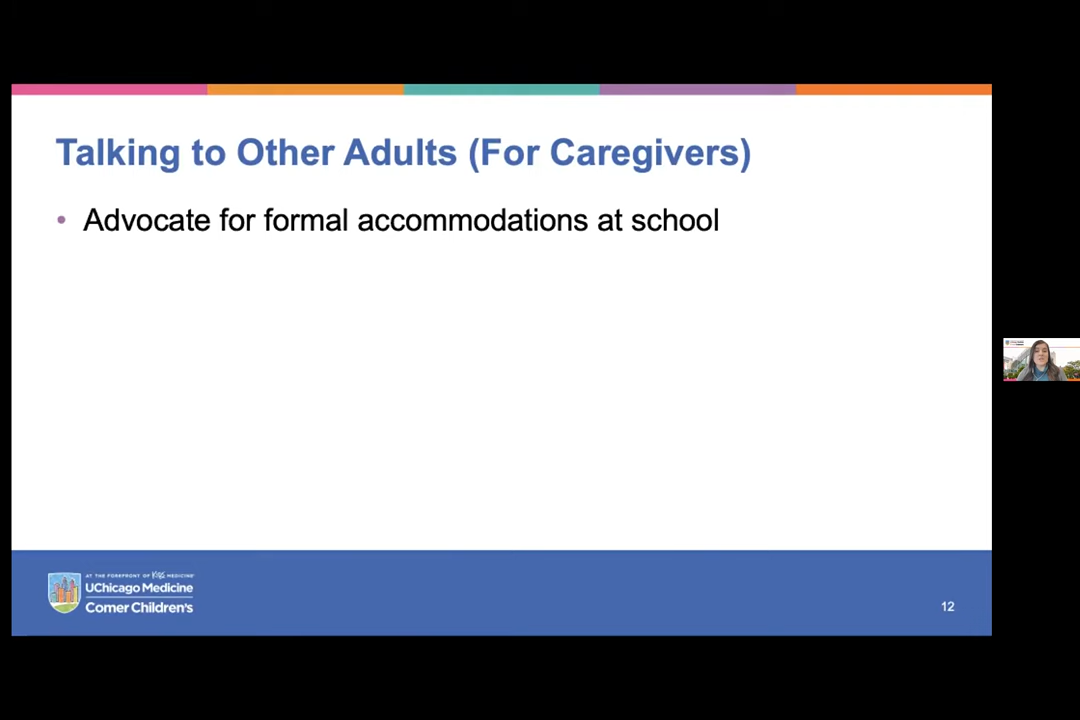 Talking to Other Adults (For Caregivers)
• Advocate for formal accommodations at school
AT THE FOREFRONT OF Kids MEDICINE
UChicago Medicine
Comer Children's
12